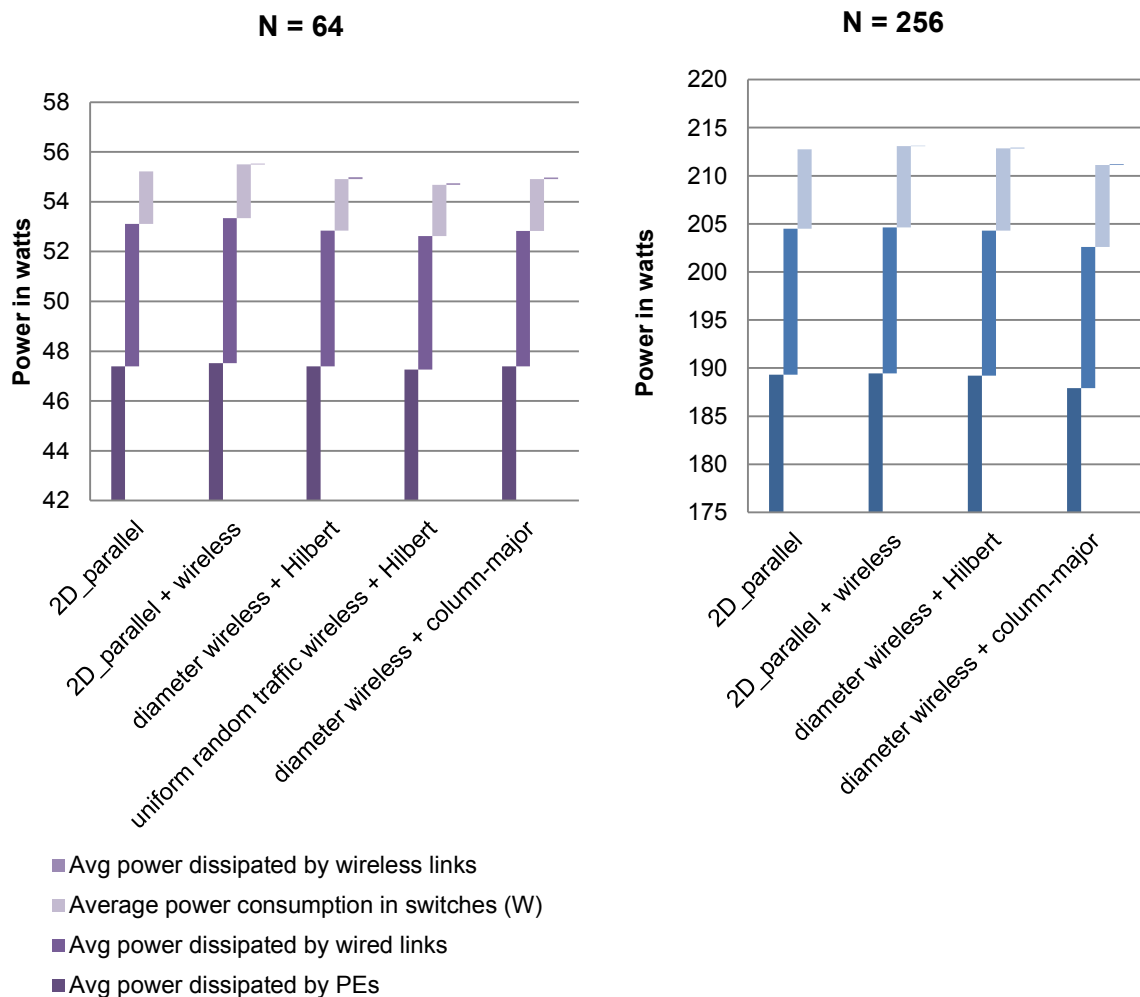 N = 64
58
56
54
52
50
48
46
44
42
Power in watts
2D_parallel
2D_parallel + wireless
diameter wireless + Hilbert
uniform random traffic wireless + Hilbert
diameter wireless + column-major
Avg power dissipated by wireless links
Average power consumption in switches (W)
Avg power dissipated by wired links
Avg power dissipated by PEs
N = 256
220
215
210
205
200
195
190
185
180
175
Power in watts
2D_parallel
2D_parallel + wireless
diameter wireless + Hilbert
diameter wireless + column-major